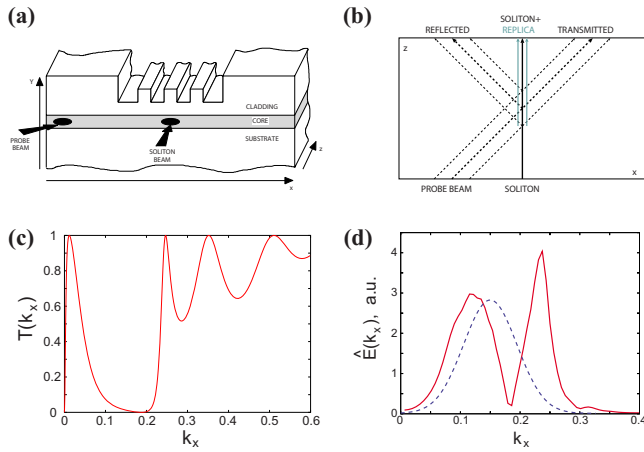 (a)
Y
CLADDING
CORE
SUBSTRATE
PROBE
BEAM
SOLITON
BEAM
x
z
(b)
REFLECTED
SOLITON+
REPLICA
TRANSMITTED
z
PROBE BEAM
SOLITON
x
(c)
T(kₓ)
1
0.8
0.6
0.4
0.2
0
0
0.1
0.2
0.3
0.4
0.5
0.6
kₓ
(d)
Ê(kₓ), a.u.
4
3
2
1
0
0
0.1
0.2
0.3
0.4
kₓ